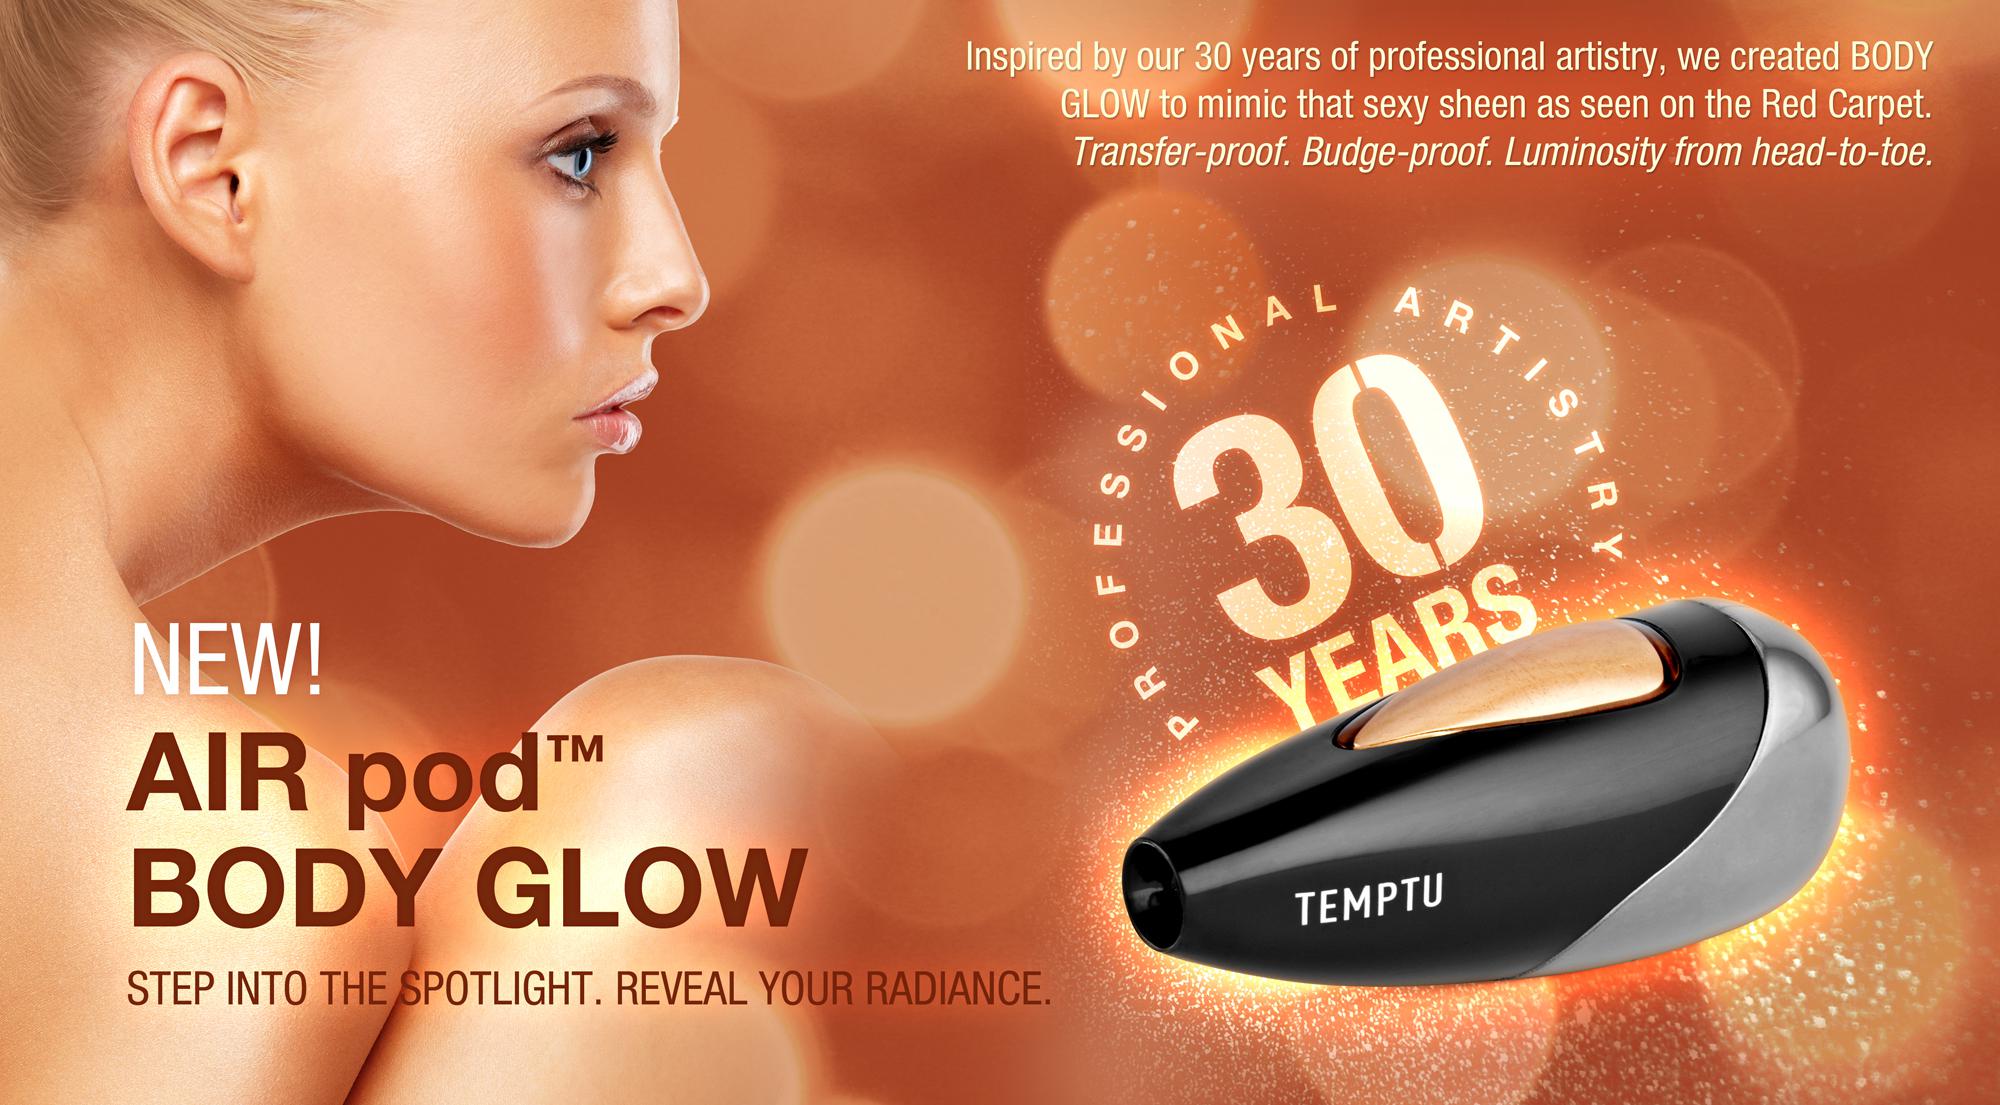 Inspired by our 30 years of professional artistry, we created BODY
GLOW to mimic that sexy sheen as seen on the Red Carpet.
Transfer-proof. Budge-proof. Luminosity from head-to-toe.
PROFESSIONAL ARTISTRY
30
YEARS
NEW!
AIR pod™
BODY GLOW
STEP INTO THE SPOTLIGHT. REVEAL YOUR RADIANCE.
TEMPTU